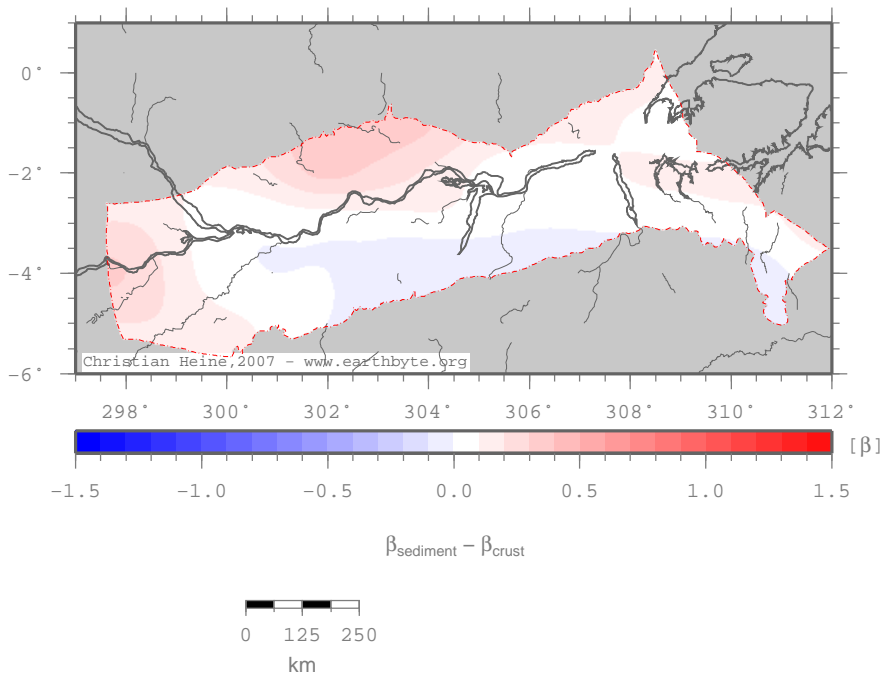 0°
−2°
−4°
−6°
Christian Heine,2007 − www.earthbyte.org
298° 300° 302° 304° 306° 308° 310° 312°
[β]
−1.5 −1.0 −0.5 0.0 0.5 1.0 1.5
βsediment − βcrust
0 125 250
km